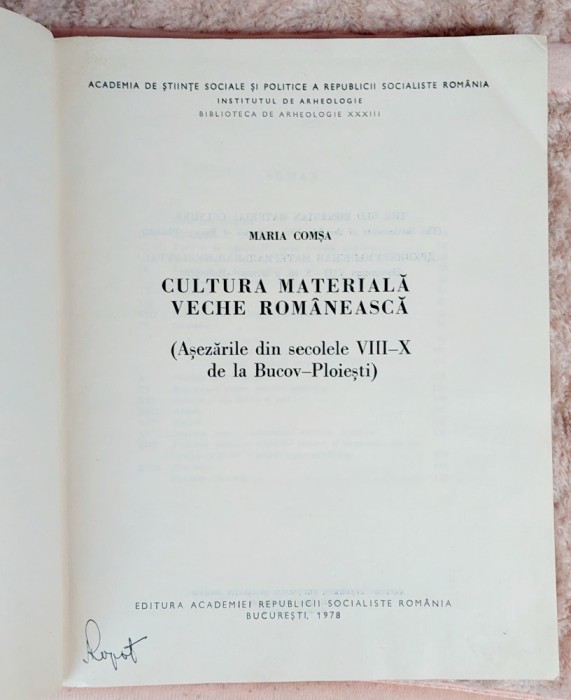 ACADEMIA DE ȘTIINȚE SOCIALE ȘI POLITICE A REPUBLICII SOCIALISTE ROMÂNIA
INSTITUTUL DE ARHEOLOGIE
BIBLIOTECA DE ARHEOLOGIE XXXIII
MARIA COMȘA
CULTURA MATERIALĂ
VECHE ROMÂNEASCĂ
(Așezările din secolele VIII–X
de la Bucov–Ploiești)
EDITURA ACADEMIEI REPUBLICII SOCIALISTE ROMÂNIA
BUCUREȘTI, 1978